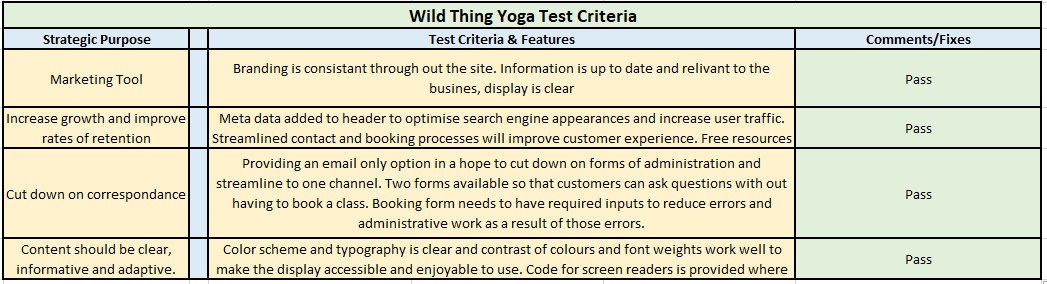 Wild Thing Yoga Test Criteria
Strategic Purpose
Test Criteria & Features
Comments/Fixes
Marketing Tool
Branding is consistant through out the site. Information is up to date and relivant to the
busines, display is clear
Pass
Increase growth and improve
rates of retention
Meta data added to header to optimise search engine appearances and increase user traffic.
Streamlined contact and booking processes will improve customer experience. Free resources
Pass
Cut down on correspondance
Providing an email only option in a hope to cut down on forms of administration and
streamline to one channel. Two forms available so that customers can ask questions with out
having to book a class. Booking form needs to have required inputs to reduce errors and
administrative work as a result of those errors.
Pass
Content should be clear,
informative and adaptive.
Color scheme and typography is clear and contrast of colours and font weights work well to
make the display accessible and enjoyable to use. Code for screen readers is provided where
Pass